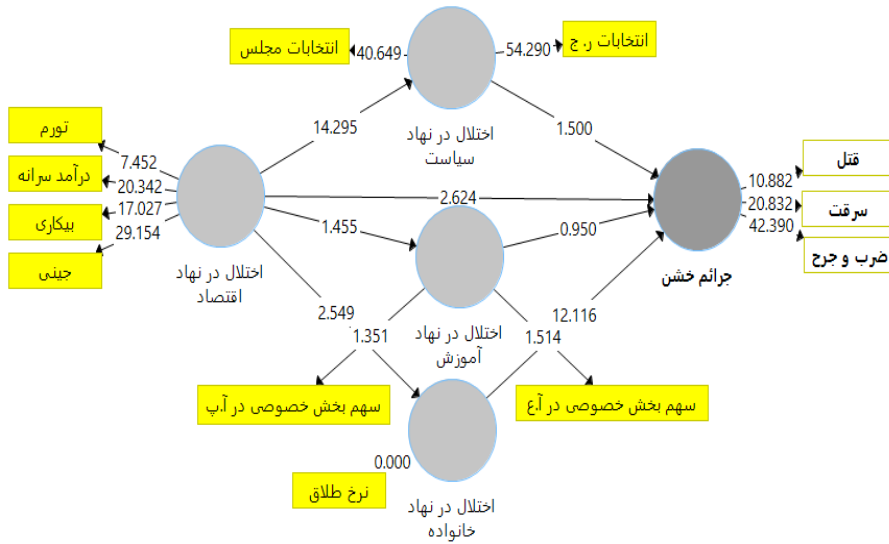 انتخابات مجلس
40.649
54.290
انتخابات ر. ج
اختلال در نهاد
سیاست
14.295
1.500
تورم
7.452
درآمد سرانه
20.342
بیکاری
17.027
جینی
29.154
اختلال در نهاد
اقتصاد
2.624
1.455
0.950
قتل
10.882
سرقت
20.832
ضرب و جرح
42.390
جرائم خشن
اختلال در نهاد
آموزش
2.549
1.351
1.514
12.116
سهم بخش خصوصی در آ.پ
سهم بخش خصوصی در آ.ع
0.000
نرخ طلاق
اختلال در نهاد
خانواده